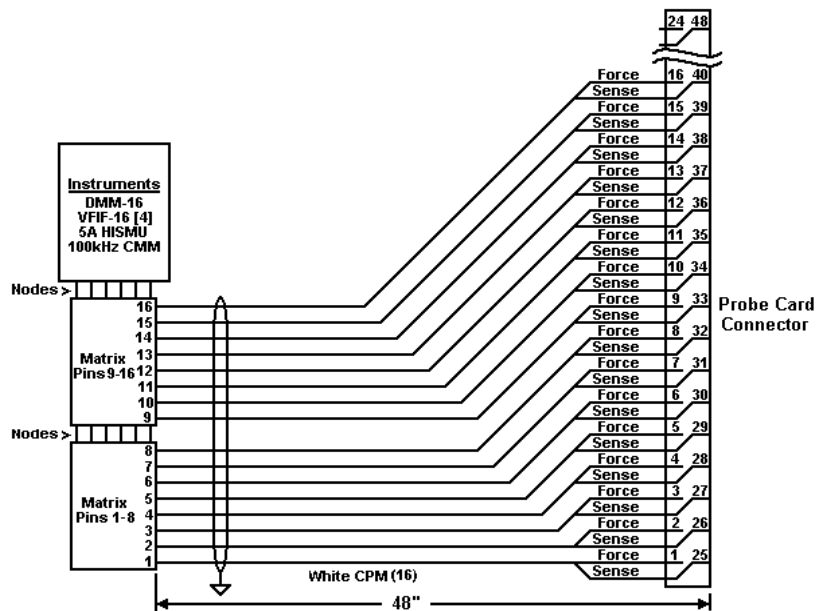 24 48
Force 16 40
Sense
Force 15 39
Sense
Force 14 38
Sense
Force 13 37
Sense
Force 12 36
Sense
Force 11 35
Sense
Force 10 34
Sense
Force 9 33
Sense
Force 8 32
Sense
Force 7 31
Sense
Force 6 30
Sense
Force 5 29
Sense
Force 4 28
Sense
Force 3 27
Sense
Force 2 26
Sense
Force 1 25
Sense
Probe Card
Connector
Instruments
DMM-16
VFIF-16 [4]
5A HISMU
100kHz CMM
Nodes >
16
15
14
13
12
11
10
9
Matrix
Pins 9-16
Nodes >
8
7
6
5
4
3
2
1
Matrix
Pins 1-8
White CPM (16)
48"